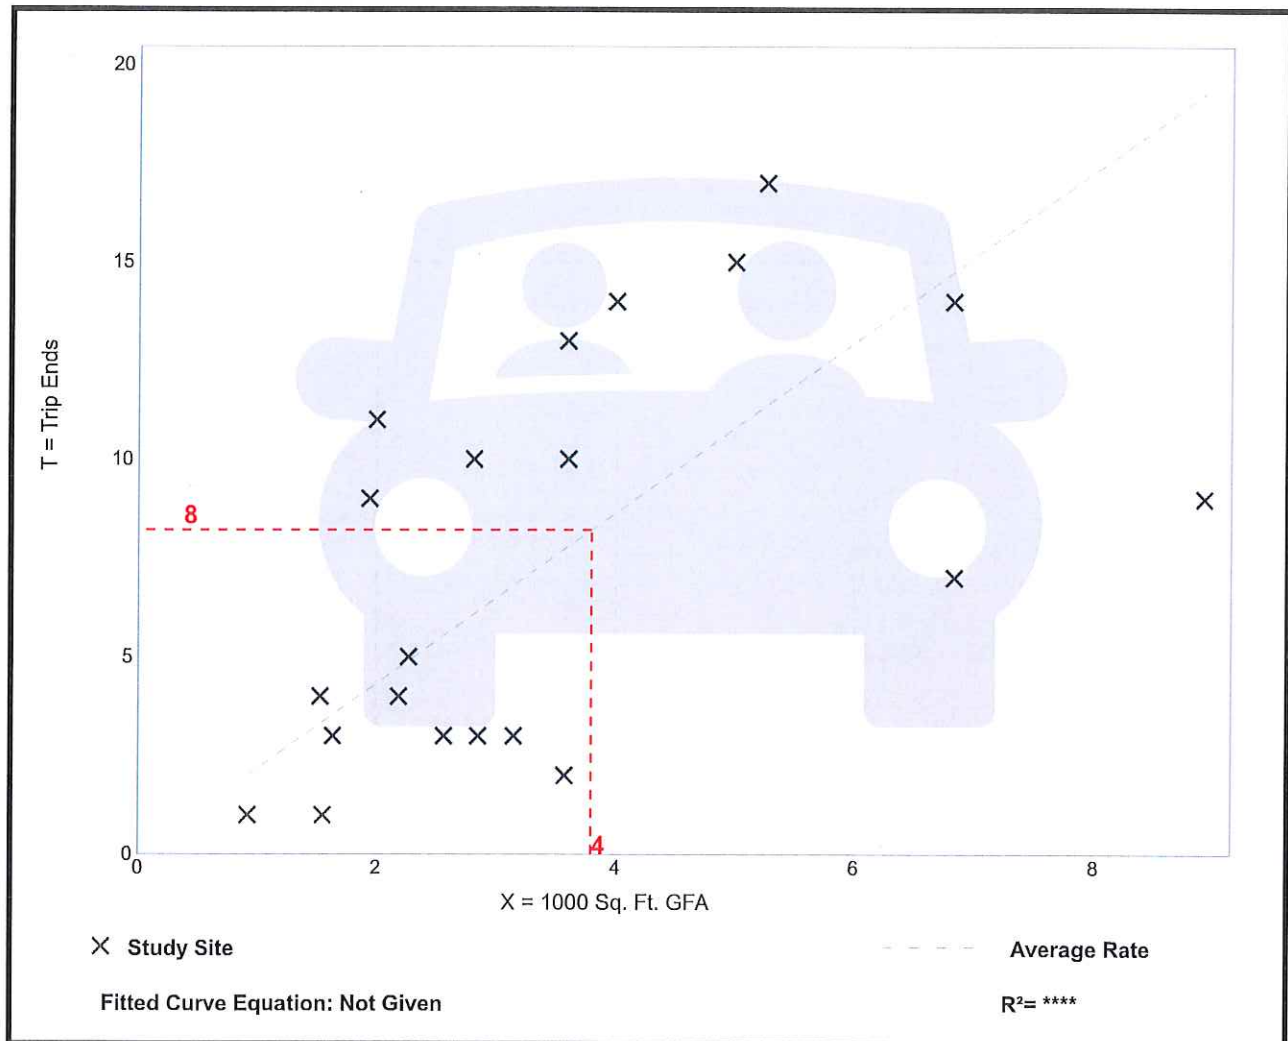 20
15
T = Trip Ends
10
8
5
0
4
0 2 4 6 8
X = 1000 Sq. Ft. GFA
Study Site
Average Rate
Fitted Curve Equation: Not Given
R²= ****